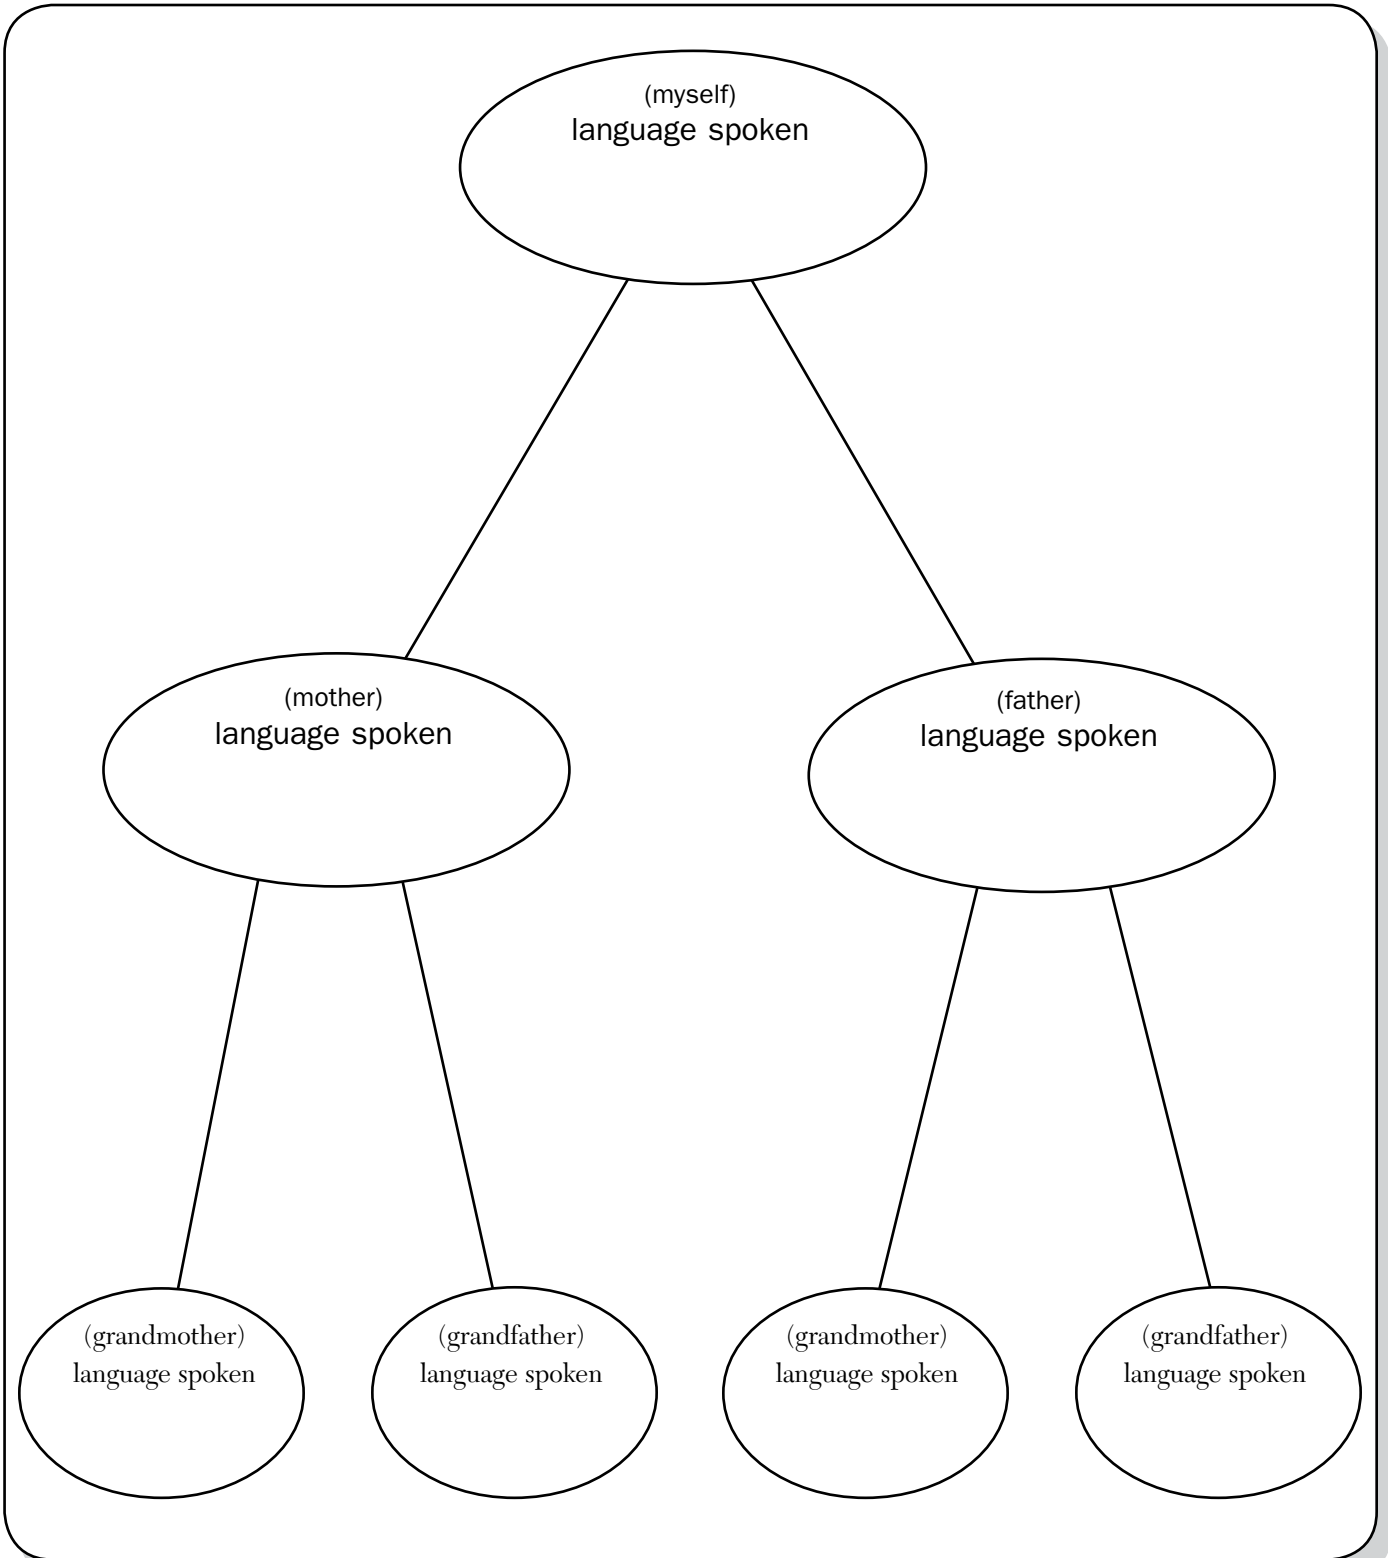 (myself)
language spoken
(mother)
language spoken
(father)
language spoken
(grandmother)
language spoken
(grandfather)
language spoken
(grandmother)
language spoken
(grandfather)
language spoken